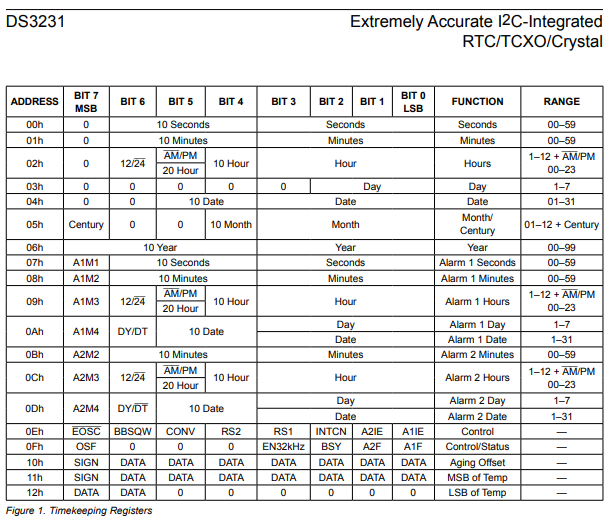 DS3231 Extremely Accurate I2C-Integrated
RTC/TCXO/Crystal
ADDRESS BIT 7 MSB BIT 6 BIT 5 BIT 4 BIT 3 BIT 2 BIT 1 BIT 0 LSB FUNCTION RANGE
00h 0 10 Seconds Seconds Seconds 00–59
01h 0 10 Minutes Minutes Minutes 00–59
02h 0 12/24 AM/PM 20 Hour 10 Hour Hour Hours 1–12 + AM/PM 00–23
03h 0 0 0 0 0 Day Day 1–7
04h 0 0 10 Date Date Date 01–31
05h Century 0 0 10 Month Month Month/ Century 01–12 + Century
06h 10 Year Year Year 00–99
07h A1M1 10 Seconds Seconds Alarm 1 Seconds 00–59
08h A1M2 10 Minutes Minutes Alarm 1 Minutes 00–59
09h A1M3 12/24 AM/PM 20 Hour 10 Hour Hour Alarm 1 Hours 1–12 + AM/PM 00–23
0Ah A1M4 DY/DT 10 Date Day Alarm 1 Day 1–7
Date Alarm 1 Date 1–31
0Bh A2M2 10 Minutes Minutes Alarm 2 Minutes 00–59
0Ch A2M3 12/24 AM/PM 20 Hour 10 Hour Hour Alarm 2 Hours 1–12 + AM/PM 00–23
0Dh A2M4 DY/DT 10 Date Day Alarm 2 Day 1–7
Date Alarm 2 Date 1–31
0Eh EOSC BBSQW CONV RS2 RS1 INTCN A2IE A1IE Control —
0Fh OSF 0 0 0 EN32kHz BSY A2F A1F Control/Status —
10h SIGN DATA DATA DATA DATA DATA DATA DATA Aging Offset —
11h SIGN DATA DATA DATA DATA DATA DATA DATA MSB of Temp —
12h DATA DATA 0 0 0 0 0 0 LSB of Temp —
Figure 1. Timekeeping Registers